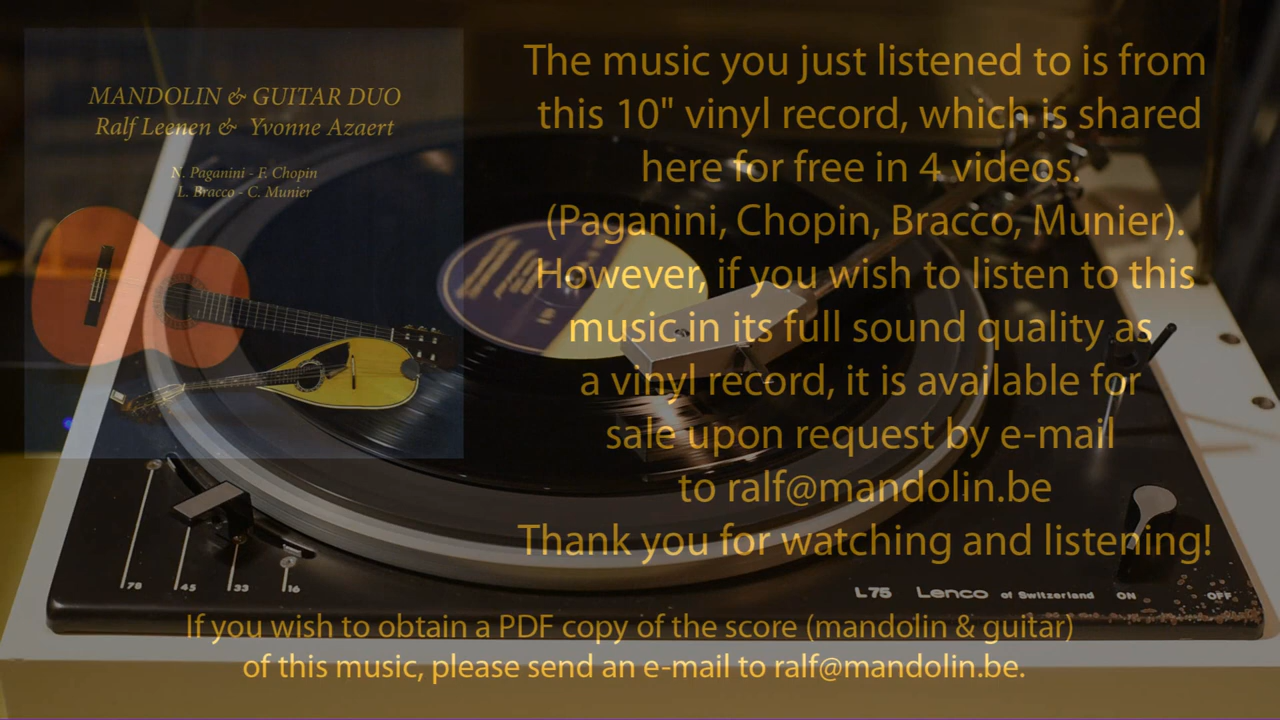 MANDOLIN & GUITAR DUO
Ralf Leenen & Yvonne Azaert
N. Paganini - F. Chopin
L. Bracco - C. Munier
The music you just listened to is from
this 10" vinyl record, which is shared
here for free in 4 videos.
(Paganini, Chopin, Bracco, Munier).
However, if you wish to listen to this
music in its full sound quality as
a vinyl record, it is available for
sale upon request by e-mail
to ralf@mandolin.be
Thank you for watching and listening!
78 45 33 16
L75 Lenco of Switzerland ON OFF
If you wish to obtain a PDF copy of the score (mandolin & guitar)
of this music, please send an e-mail to ralf@mandolin.be.